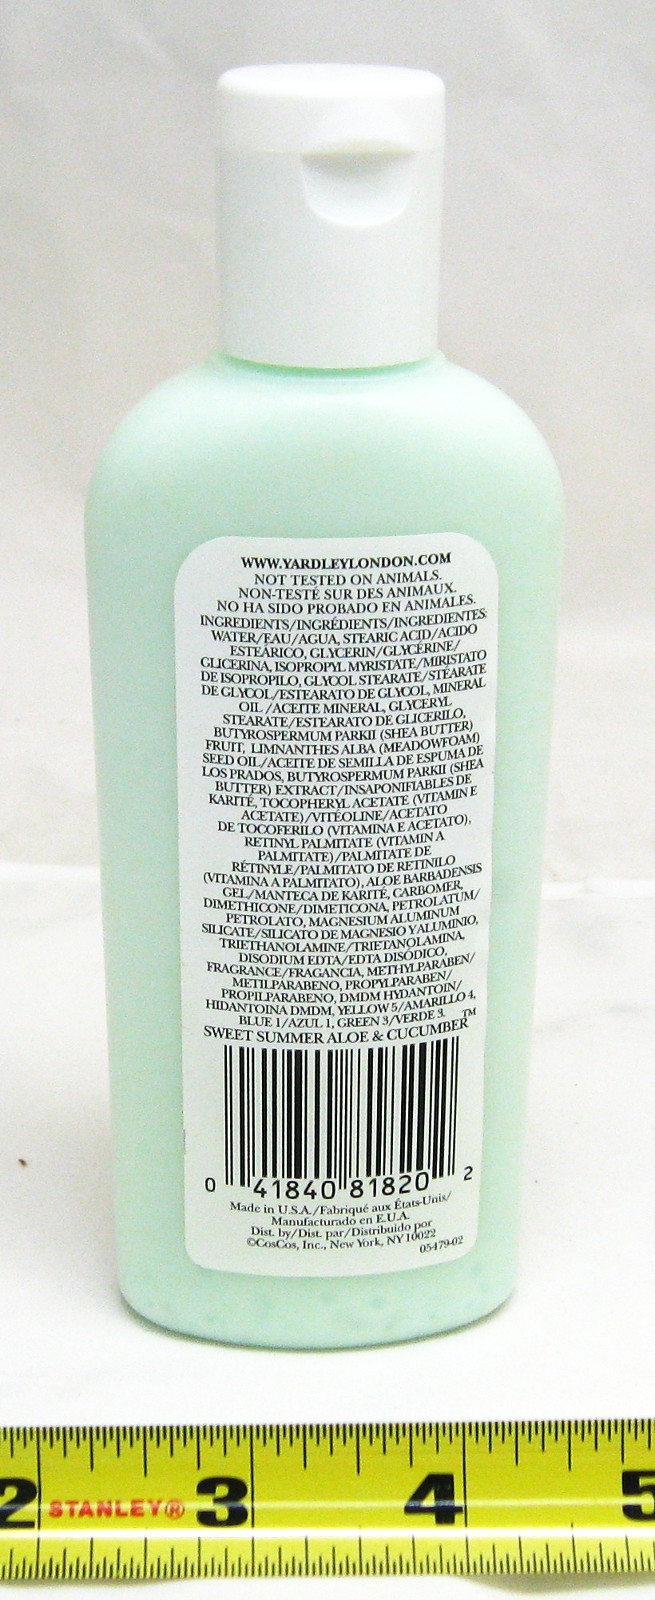 WWW.YARDLEYLONDON.COM
NOT TESTED ON ANIMALS.
NON-TESTÉ SUR DES ANIMAUX.
NO HA SIDO PROBADO EN ANIMALES.
INGREDIENTS/INGRÉDIENTS/INGREDIENTES:
WATER/EAU/AGUA, STEARIC ACID/ACIDO
ESTEÁRICO, GLYCERIN/GLYCÉRINE/
GLICERINA, ISOPROPYL MYRISTATE/MIRISTATO
DE ISOPROPILO, GLYCOL STEARATE/STÉARATE
DE GLYCOL/ESTEARATO DE GLYCOL, MINERAL
OIL /ACEITE MINERAL, GLYCERYL
STEARATE/ESTEARATO DE GLICERILO,
BUTYROSPERMUM PARKII (SHEA BUTTER)
FRUIT, LIMNANTHES ALBA (MEADOWFOAM)
SEED OIL/ACEITE DE SEMILLA DE ESPUMA DE
LOS PRADOS, BUTYROSPERMUM PARKII (SHEA
BUTTER) EXTRACT/INSAPONIFIABLES DE
KARITÉ, TOCOPHERYL ACETATE (VITAMIN E
ACETATE)/VITÉOLINE/ACETATO
DE TOCOFERILO (VITAMINA E ACETATO),
RETINYL PALMITATE (VITAMIN A
PALMITATE)/PALMITATE DE
RÉTINYLE/PALMITATO DE RETINILO
(VITAMINA A PALMITATO), ALOE BARBADENSIS
GEL/MANTECA DE KARITÉ, CARBOMER,
DIMETHICONE/DIMETICONA, PETROLATUM/
PETROLATO, MAGNESIUM ALUMINUM
SILICATE/SILICATO DE MAGNESIO Y ALUMINIO,
TRIETHANOLAMINE/TRIETANOLAMINA,
DISODIUM EDTA/EDTA DISÓDICO,
FRAGRANCE/FRAGANCIA, METHYLPARABEN/
METILPARABENO, PROPYLPARABEN/
PROPILPARABENO, DMDM HYDANTOIN/
HIDANTOINA DMDM, YELLOW 5/AMARILLO 4,
BLUE 1/AZUL 1, GREEN 3/VERDE 3.
SWEET SUMMER ALOE & CUCUMBER™
0 41840 81820 2
Made in U.S.A./Fabriqué aux États-Unis/
Manufacturado en E.U.A.
Dist. by/Dist. par/Distribuido por
©CosCos, Inc., New York, NY 10022
05479-02
2 STANLEY® 3 4 5